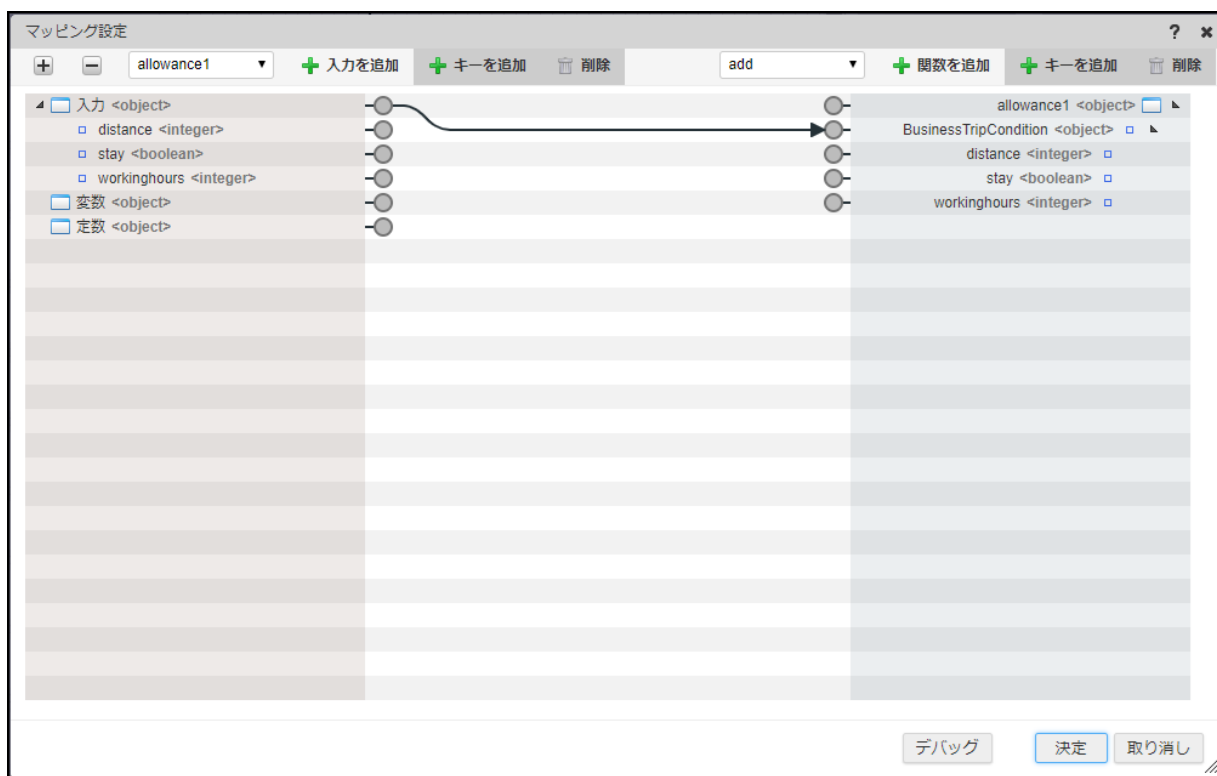 マッピング設定 ? ×
allowance1 ▼ 入力を追加 キーを追加 削除 add ▼ 関数を追加 キーを追加 削除
入力 <object> allowance1 <object>
distance <integer> BusinessTripCondition <object>
stay <boolean> distance <integer>
workinghours <integer> stay <boolean>
変数 <object> workinghours <integer>
定数 <object>
デバッグ 決定 取り消し